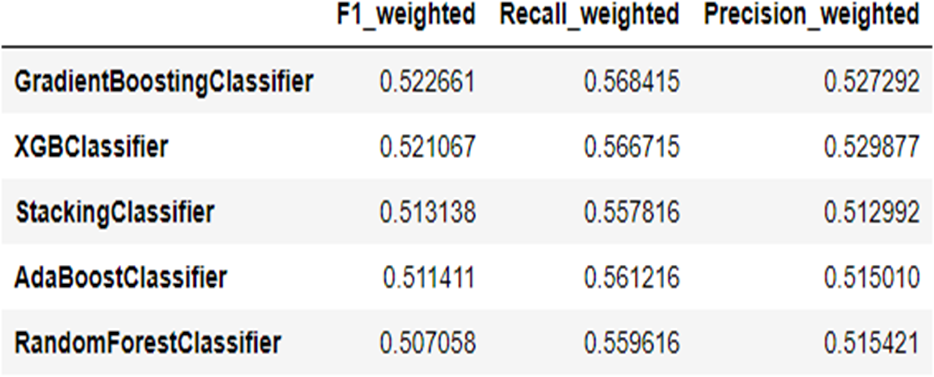 F1_weighted Recall_weighted Precision_weighted
GradientBoostingClassifier 0.522661 0.568415 0.527292
XGBClassifier 0.521067 0.566715 0.529877
StackingClassifier 0.513138 0.557816 0.512992
AdaBoostClassifier 0.511411 0.561216 0.515010
RandomForestClassifier 0.507058 0.559616 0.515421